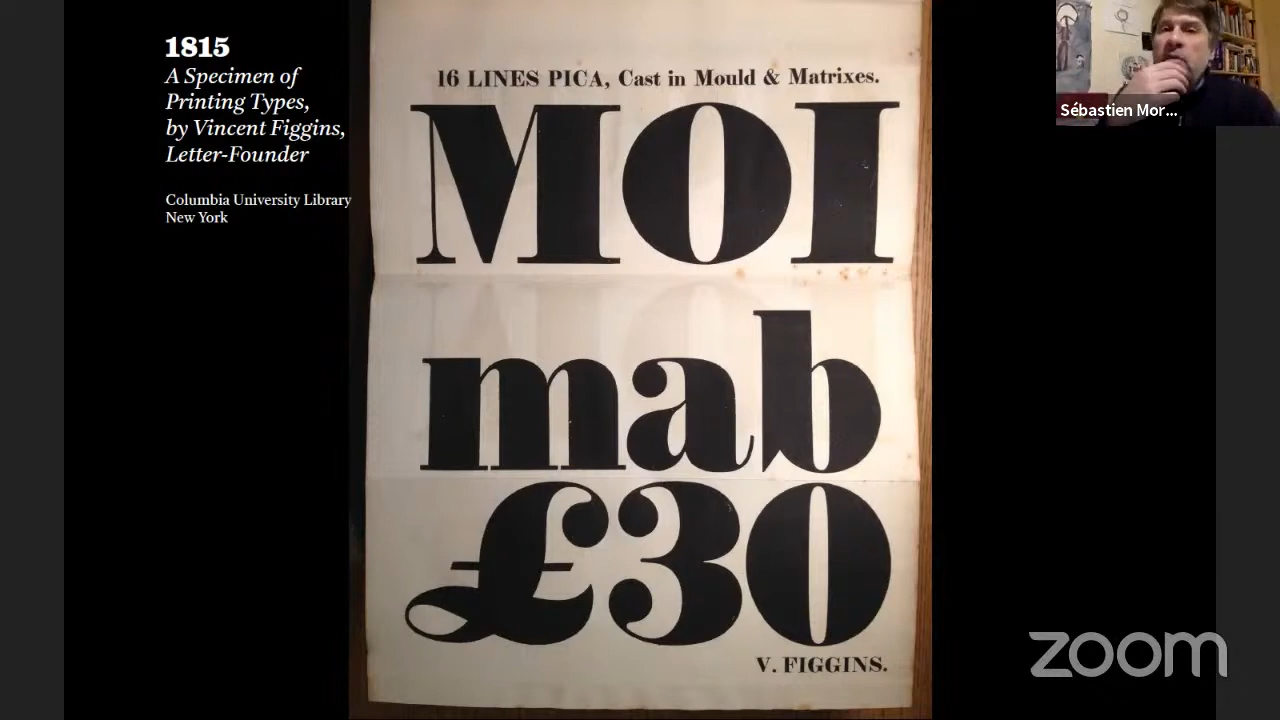 1815
A Specimen of
Printing Types,
by Vincent Figgins,
Letter-Founder
Columbia University Library
New York
16 LINES PICA, Cast in Mould & Matrixes.
MOI
mab
£30
V. FIGGINS.
Sébastien Mor...
zoom